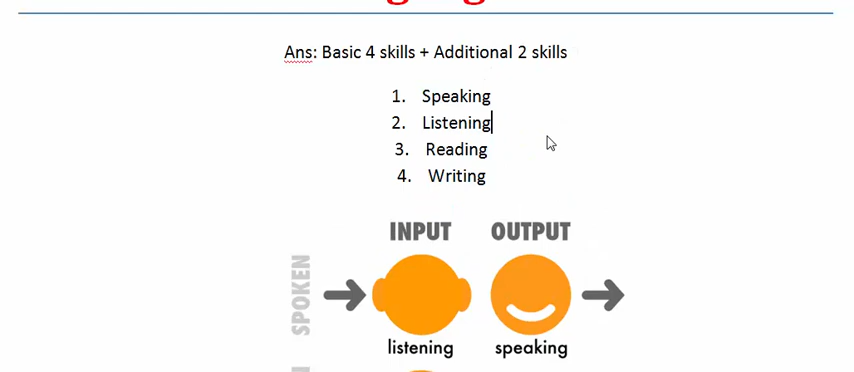 Ans: Basic 4 skills + Additional 2 skills
1. Speaking
2. Listening
3. Reading
4. Writing
INPUT OUTPUT
SPOKEN
listening speaking